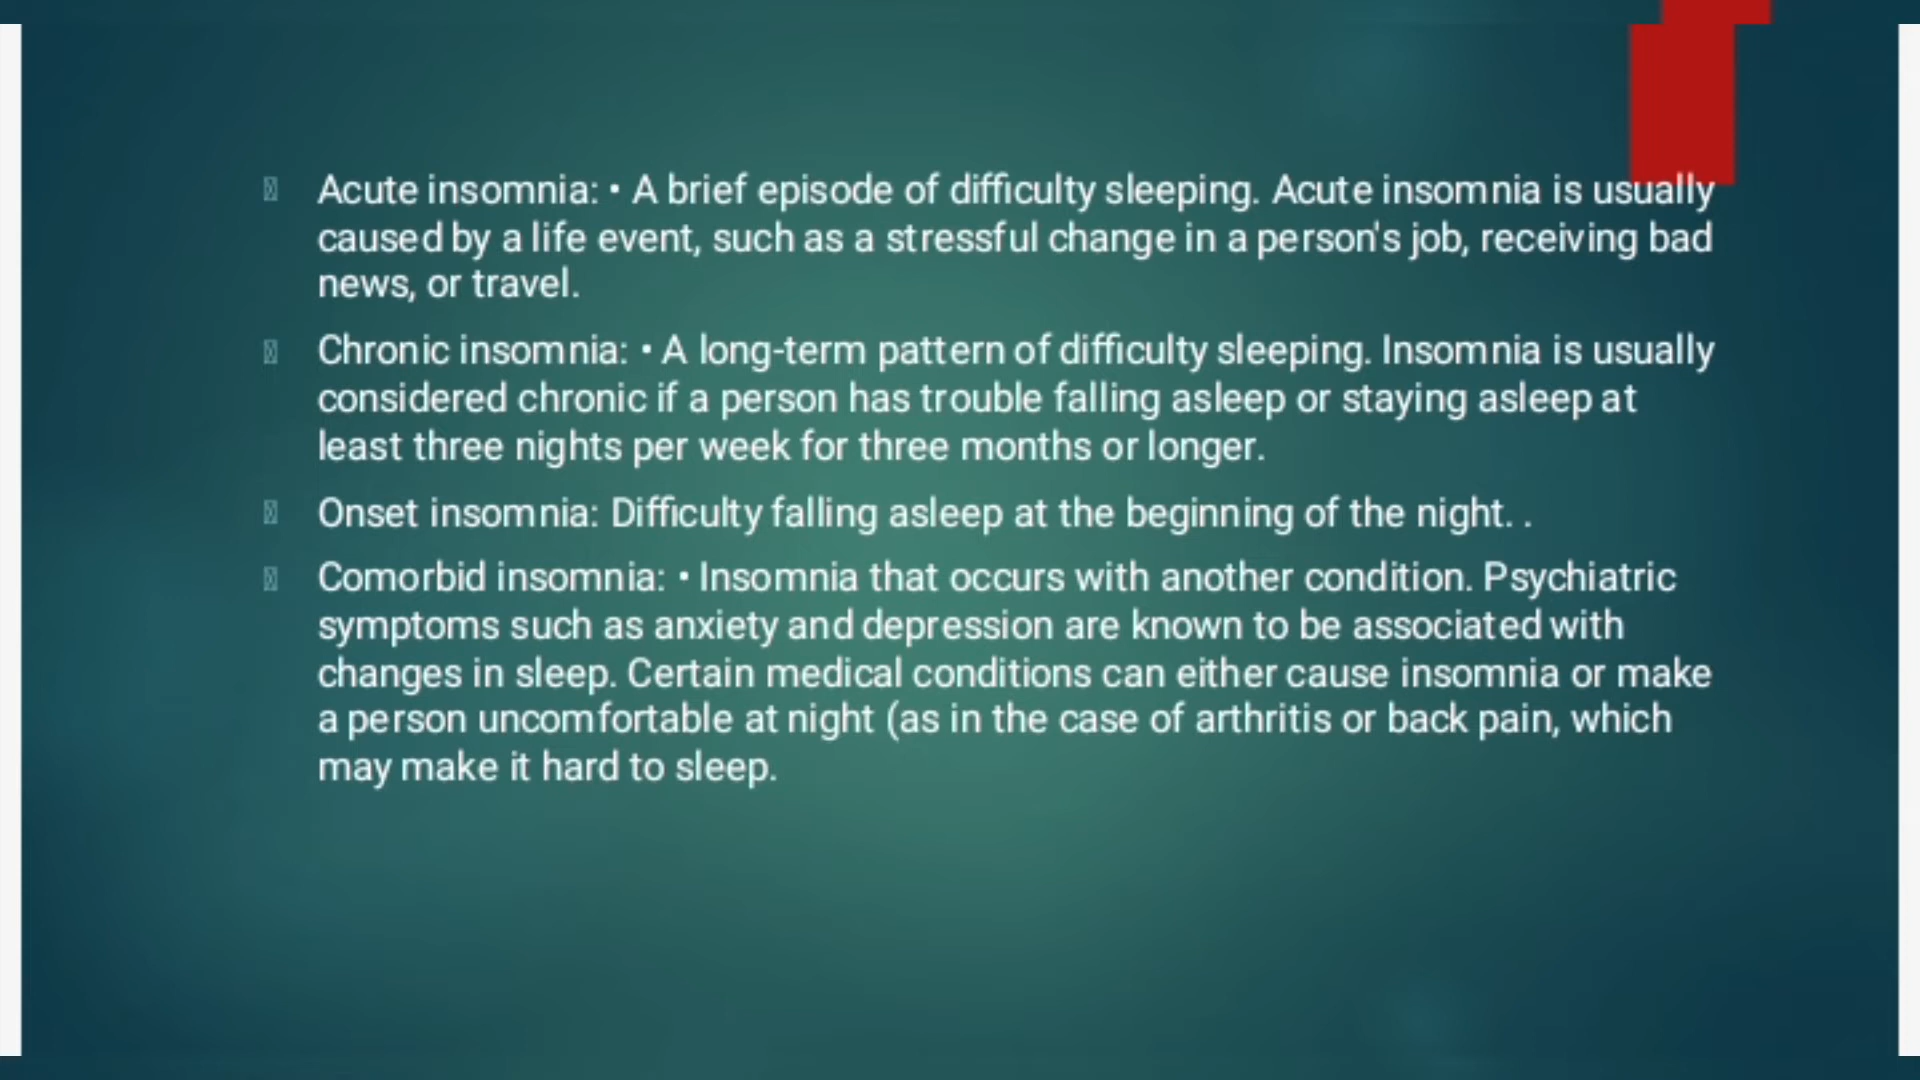 Acute insomnia: • A brief episode of difficulty sleeping. Acute insomnia is usually
caused by a life event, such as a stressful change in a person's job, receiving bad
news, or travel.
Chronic insomnia: • A long-term pattern of difficulty sleeping. Insomnia is usually
considered chronic if a person has trouble falling asleep or staying asleep at
least three nights per week for three months or longer.
Onset insomnia: Difficulty falling asleep at the beginning of the night. .
Comorbid insomnia: • Insomnia that occurs with another condition. Psychiatric
symptoms such as anxiety and depression are known to be associated with
changes in sleep. Certain medical conditions can either cause insomnia or make
a person uncomfortable at night (as in the case of arthritis or back pain, which
may make it hard to sleep.